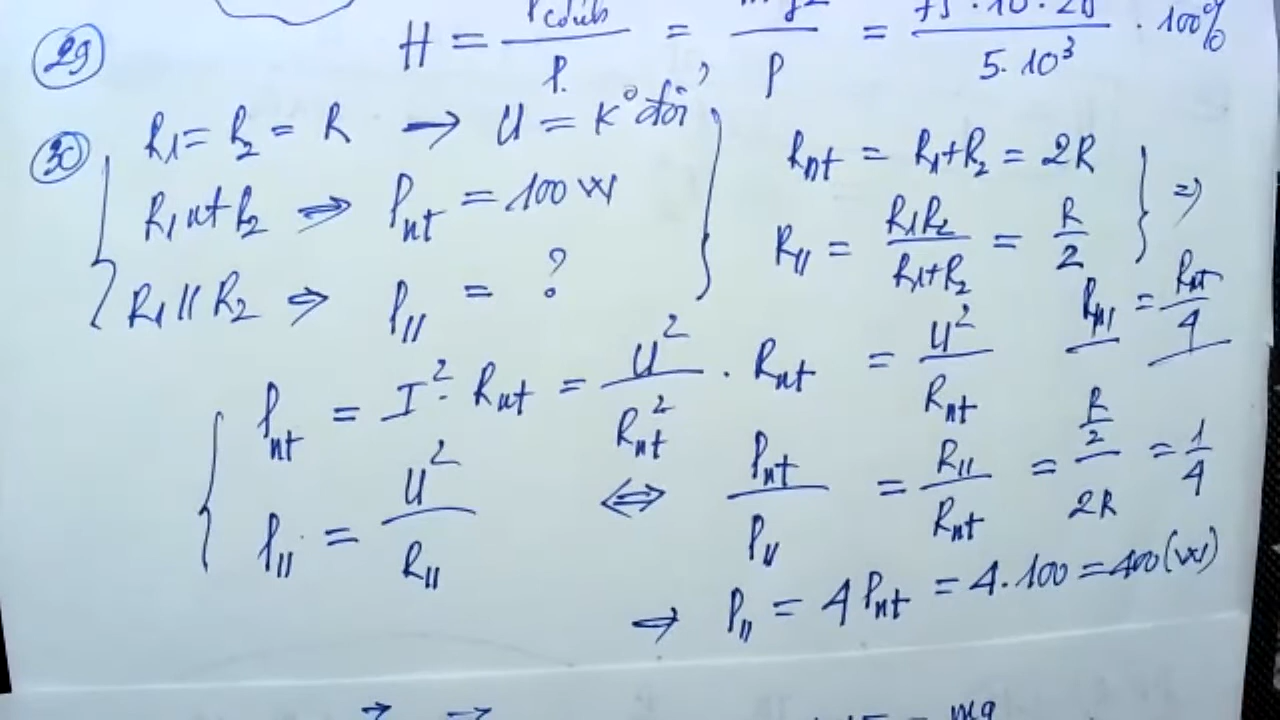 29 H = P / P = / P = 75 . 10 . 20 / 5 . 10³ . 100%
30 R₁ = R₂ = R → U = K° đổi
R₁ nt R₂ ⇒ Pnt = 100 W
R₁ // R₂ ⇒ P// = ?
Rnt = R₁ + R₂ = 2R
R// = R₁R₂ / R₁+R₂ = R / 2 ⇒
R// = Rnt / 4
Pnt = I² . Rnt = U² / Rnt² . Rnt = U² / Rnt
P// = U² / R// ⇔ Pnt / P// = R// / Rnt = R/2 / 2R = 1/4
⇒ P// = 4 Pnt = 4 . 100 = 400 (W)
= mg